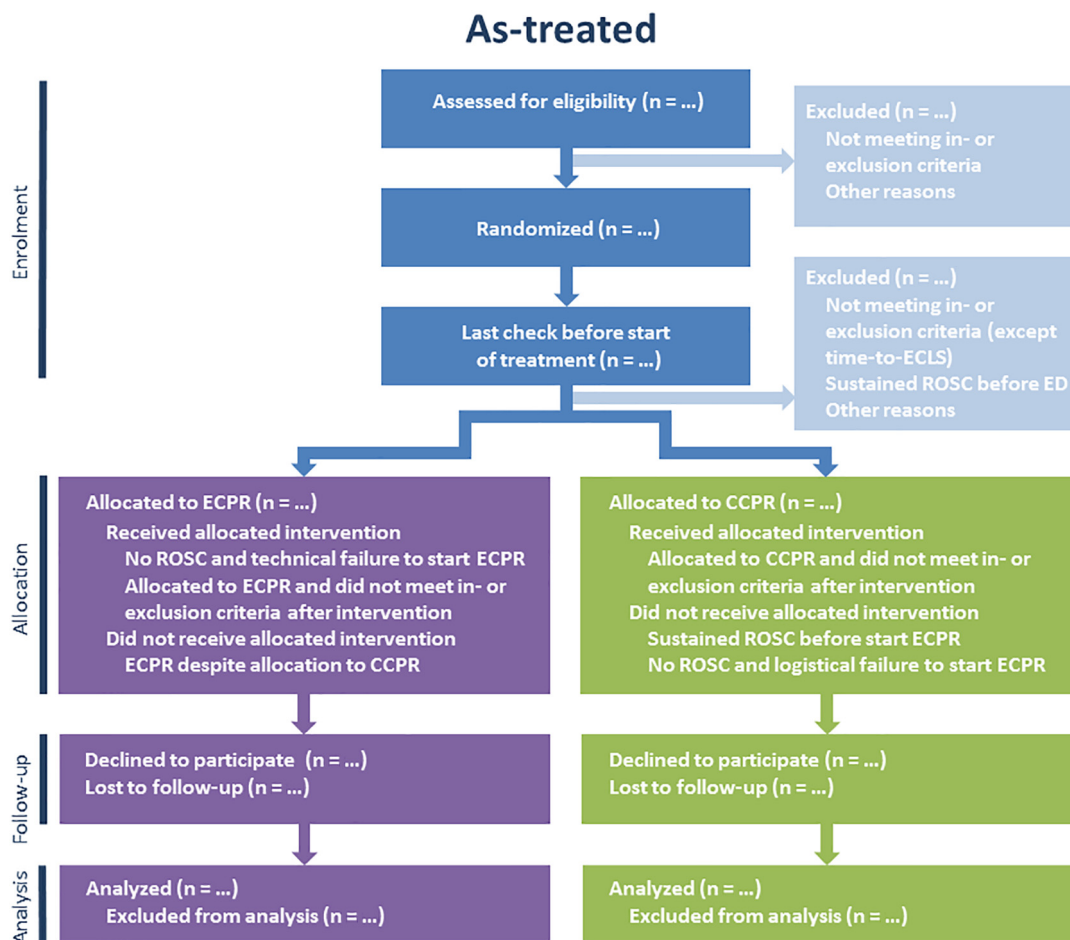 As-treated
Enrolment
Assessed for eligibility (n = ...)
Excluded (n = ...)
Not meeting in- or
exclusion criteria
Other reasons
Randomized (n = ...)
Last check before start
of treatment (n = ...)
Excluded (n = ...)
Not meeting in- or
exclusion criteria (except
time-to-ECLS)
Sustained ROSC before ED
Other reasons
Allocation
Allocated to ECPR (n = ...)
Received allocated intervention
No ROSC and technical failure to start ECPR
Allocated to ECPR and did not meet in- or
exclusion criteria after intervention
Did not receive allocated intervention
ECPR despite allocation to CCPR
Allocated to CCPR (n = ...)
Received allocated intervention
Allocated to CCPR and did not meet in- or
exclusion criteria after intervention
Did not receive allocated intervention
Sustained ROSC before start ECPR
No ROSC and logistical failure to start ECPR
Follow-up
Declined to participate (n = ...)
Lost to follow-up (n = ...)
Declined to participate (n = ...)
Lost to follow-up (n = ...)
Analysis
Analyzed (n = ...)
Excluded from analysis (n = ...)
Analyzed (n = ...)
Excluded from analysis (n = ...)